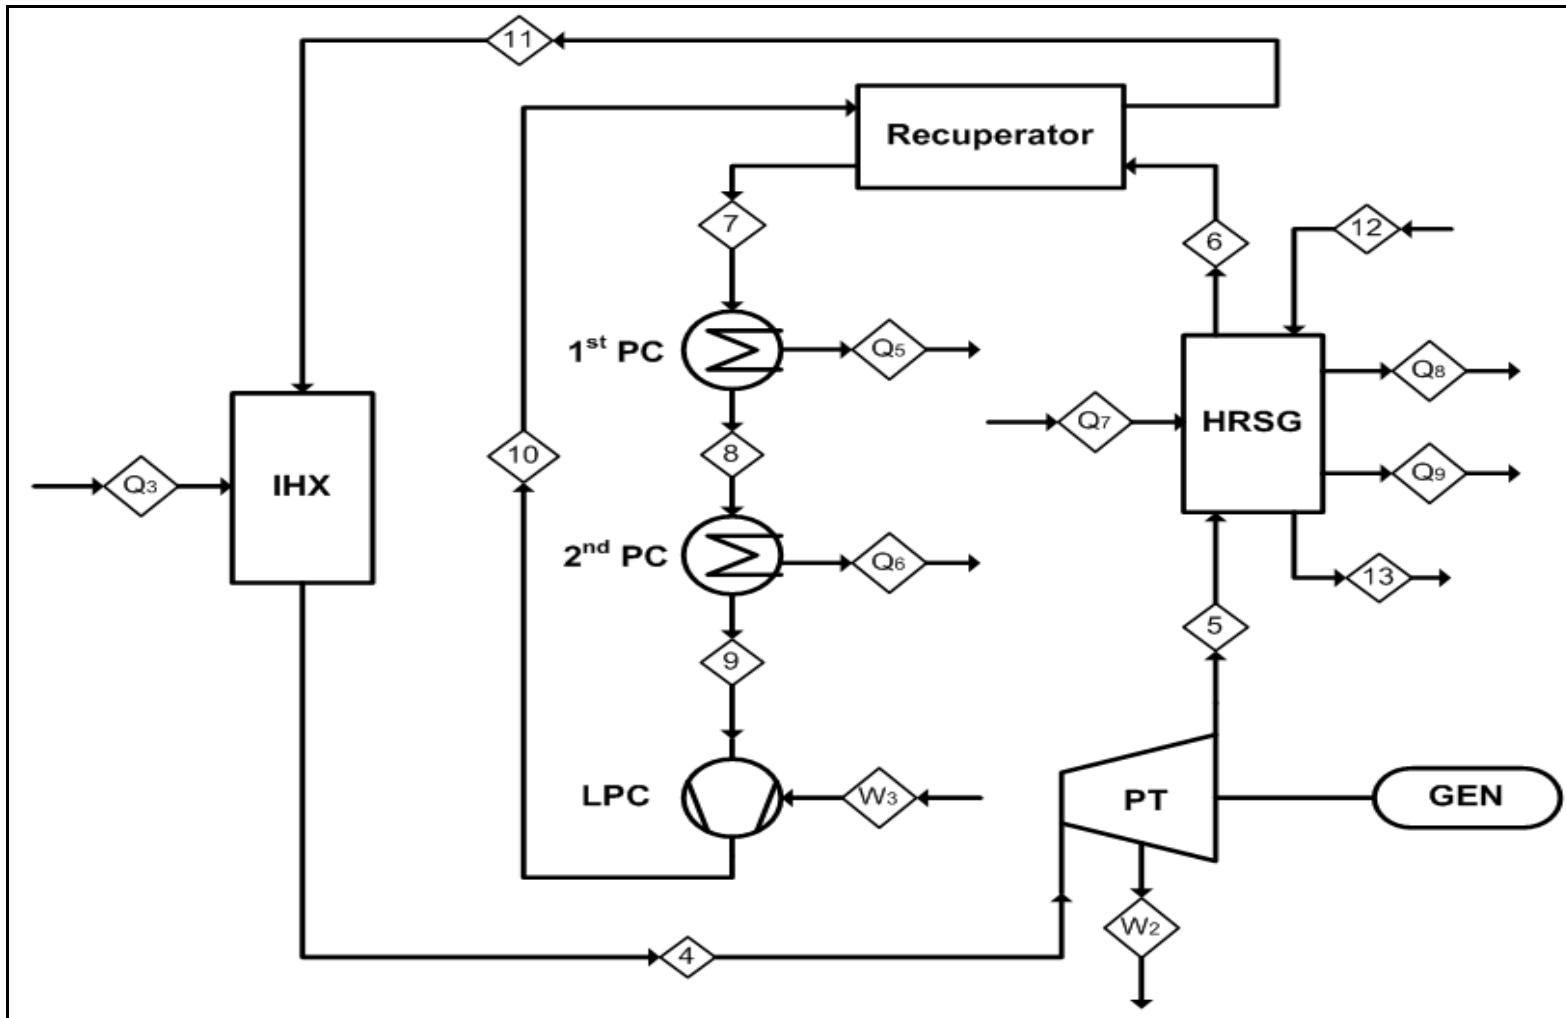 11
Recuperator
7
6
12
1st PC
Q5
Q8
10
8
Q7
HRSG
Q3
IHX
Q9
2nd PC
Q6
13
5
9
LPC
W3
PT
GEN
W2
4